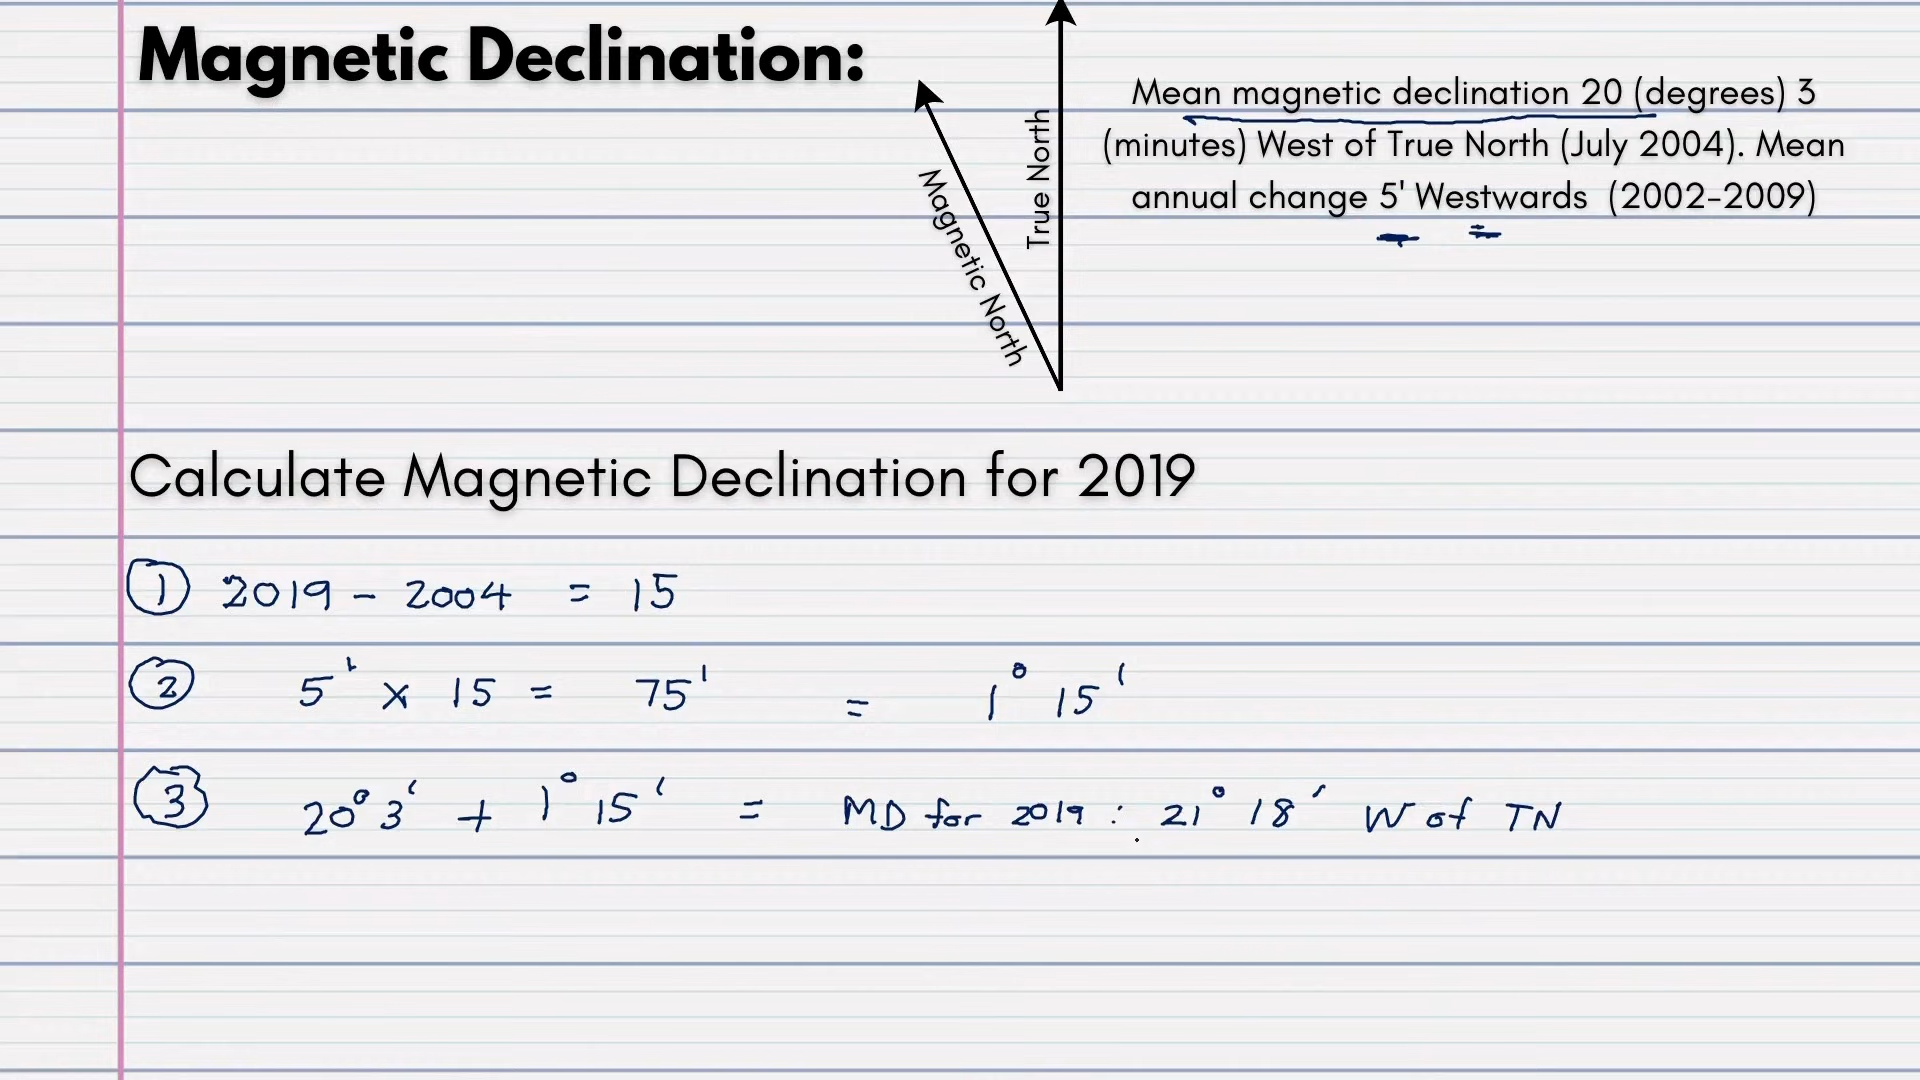 Magnetic Declination:
True North
Magnetic North
Mean magnetic declination 20 (degrees) 3
(minutes) West of True North (July 2004). Mean
annual change 5' Westwards (2002-2009)
Calculate Magnetic Declination for 2019
① 2019 - 2004 = 15
② 5' x 15 = 75' = 1° 15'
③ 20° 3' + 1° 15' = MD for 2019 : 21° 18' W of TN